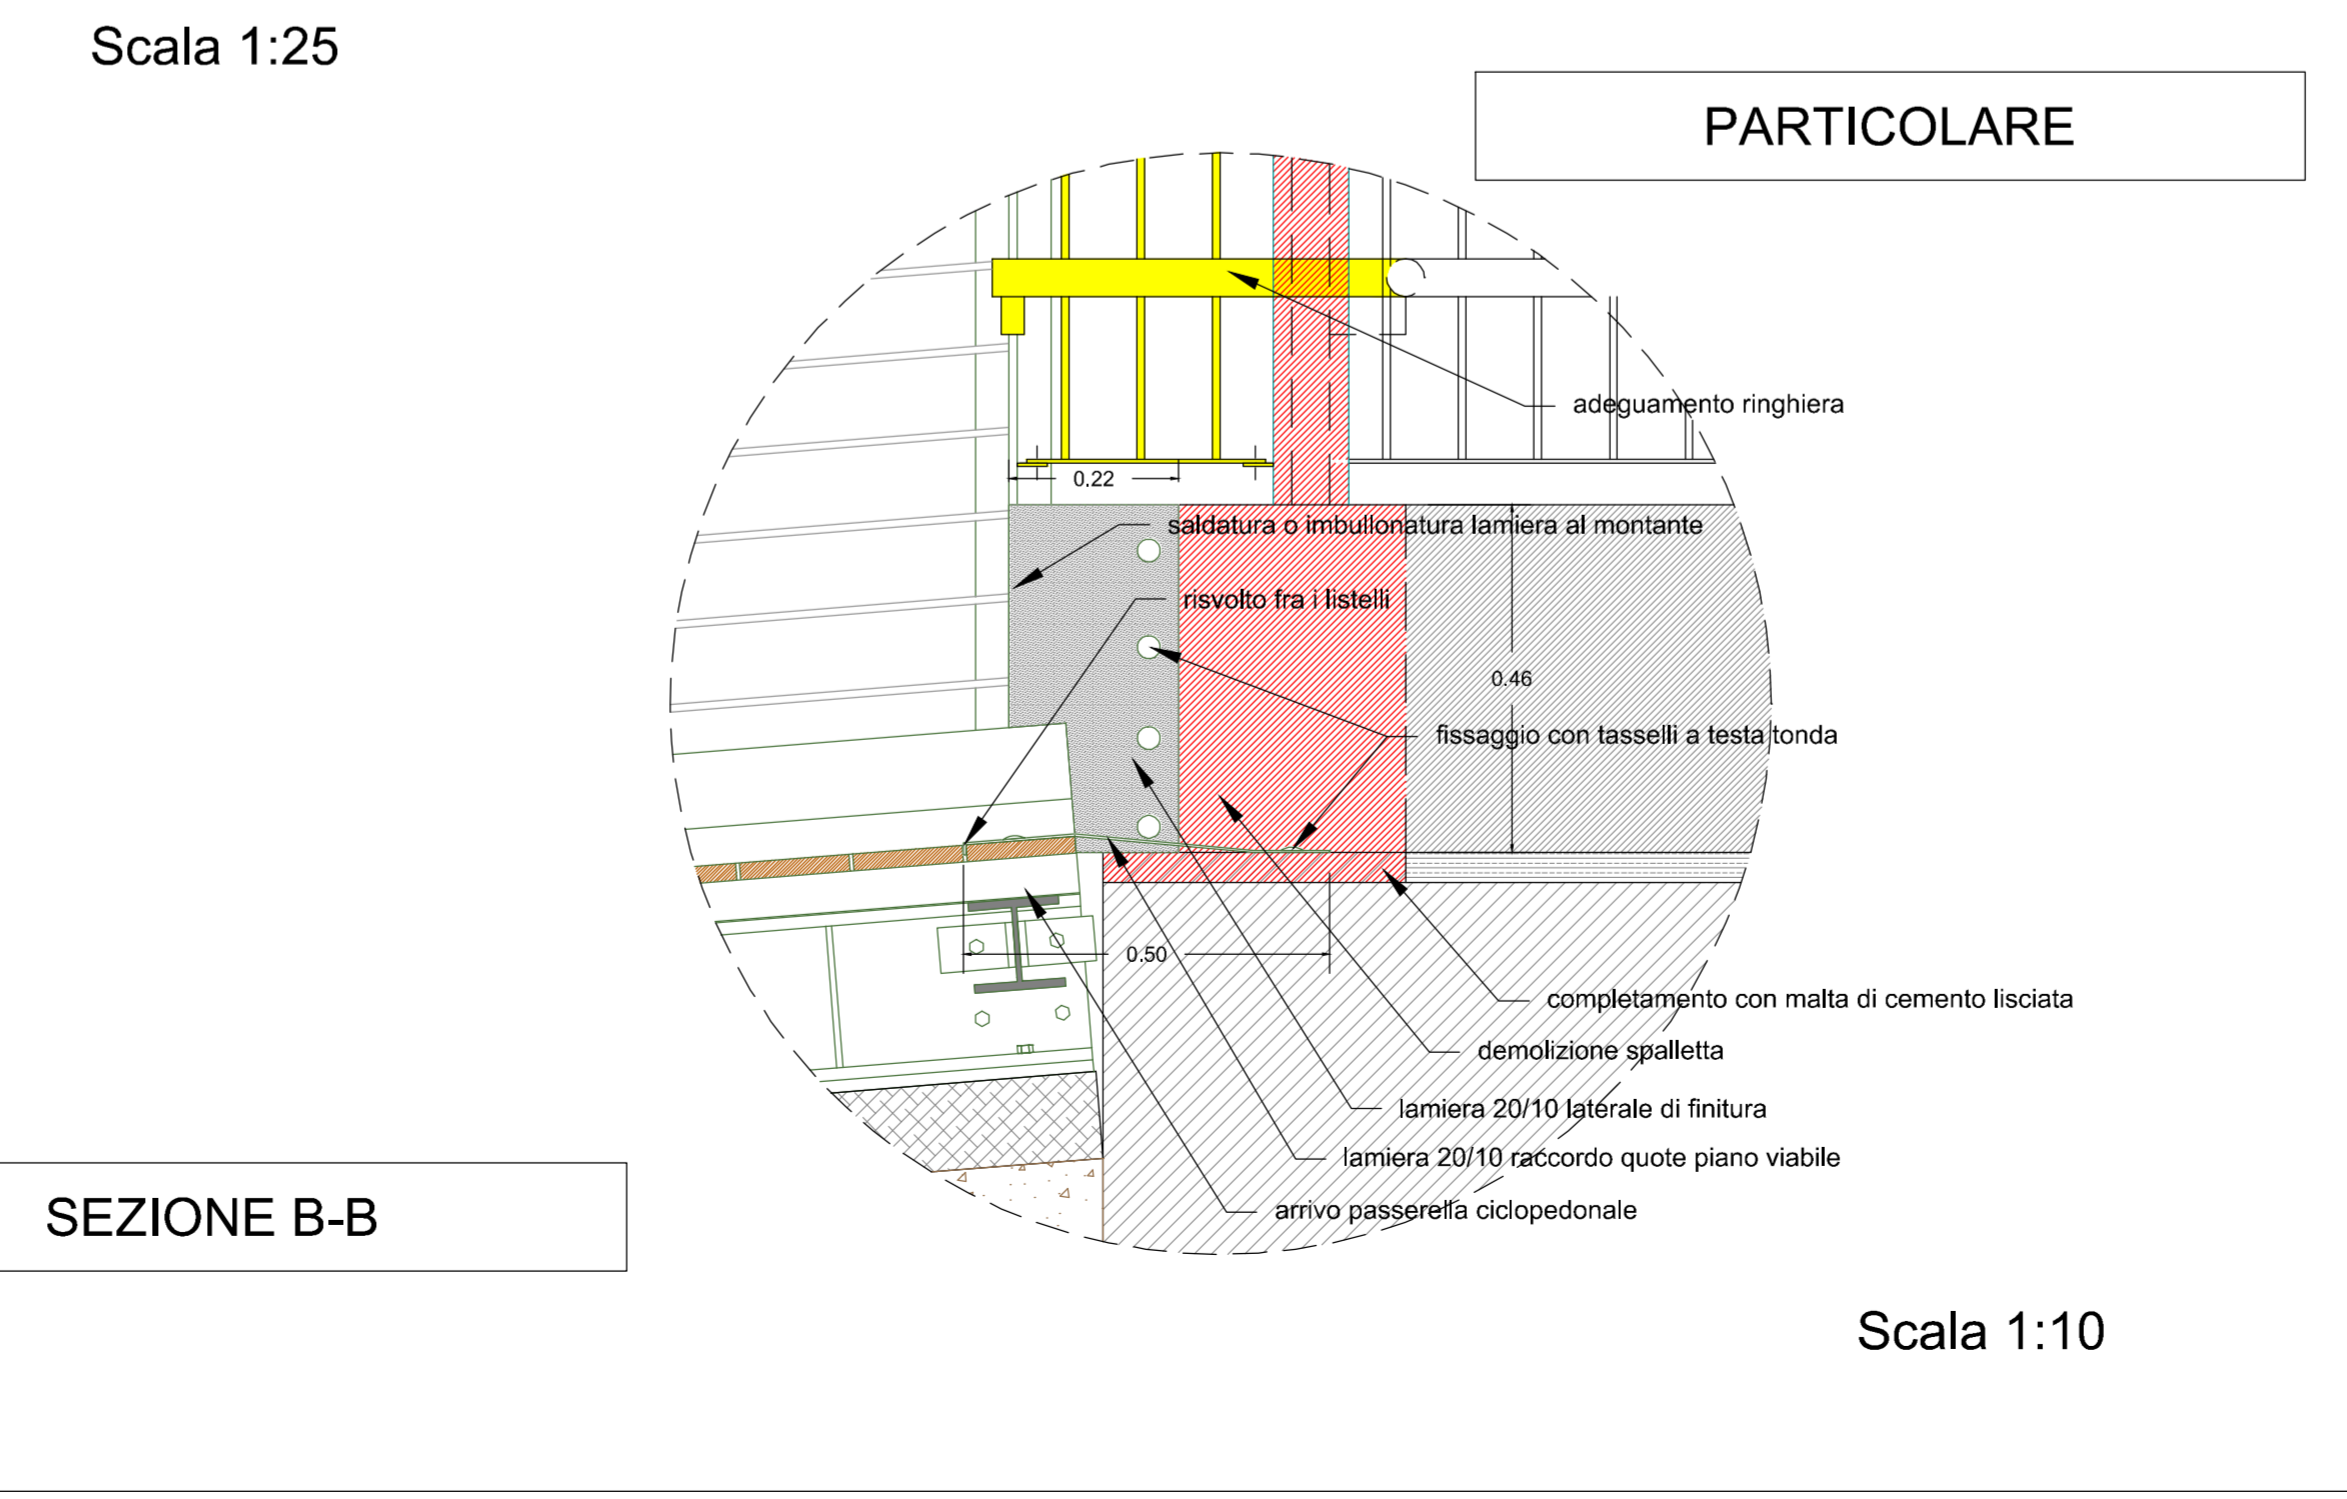 Scala 1:25
PARTICOLARE
adeguamento ringhiera
0.22
saldatura o imbullonatura lamiera al montante
risvolto fra i listelli
0.46
fissaggio con tasselli a testa tonda
0.50
completamento con malta di cemento lisciata
demolizione spalletta
lamiera 20/10 laterale di finitura
lamiera 20/10 raccordo quote piano viabile
arrivo passerella ciclopedonale
SEZIONE B-B
Scala 1:10